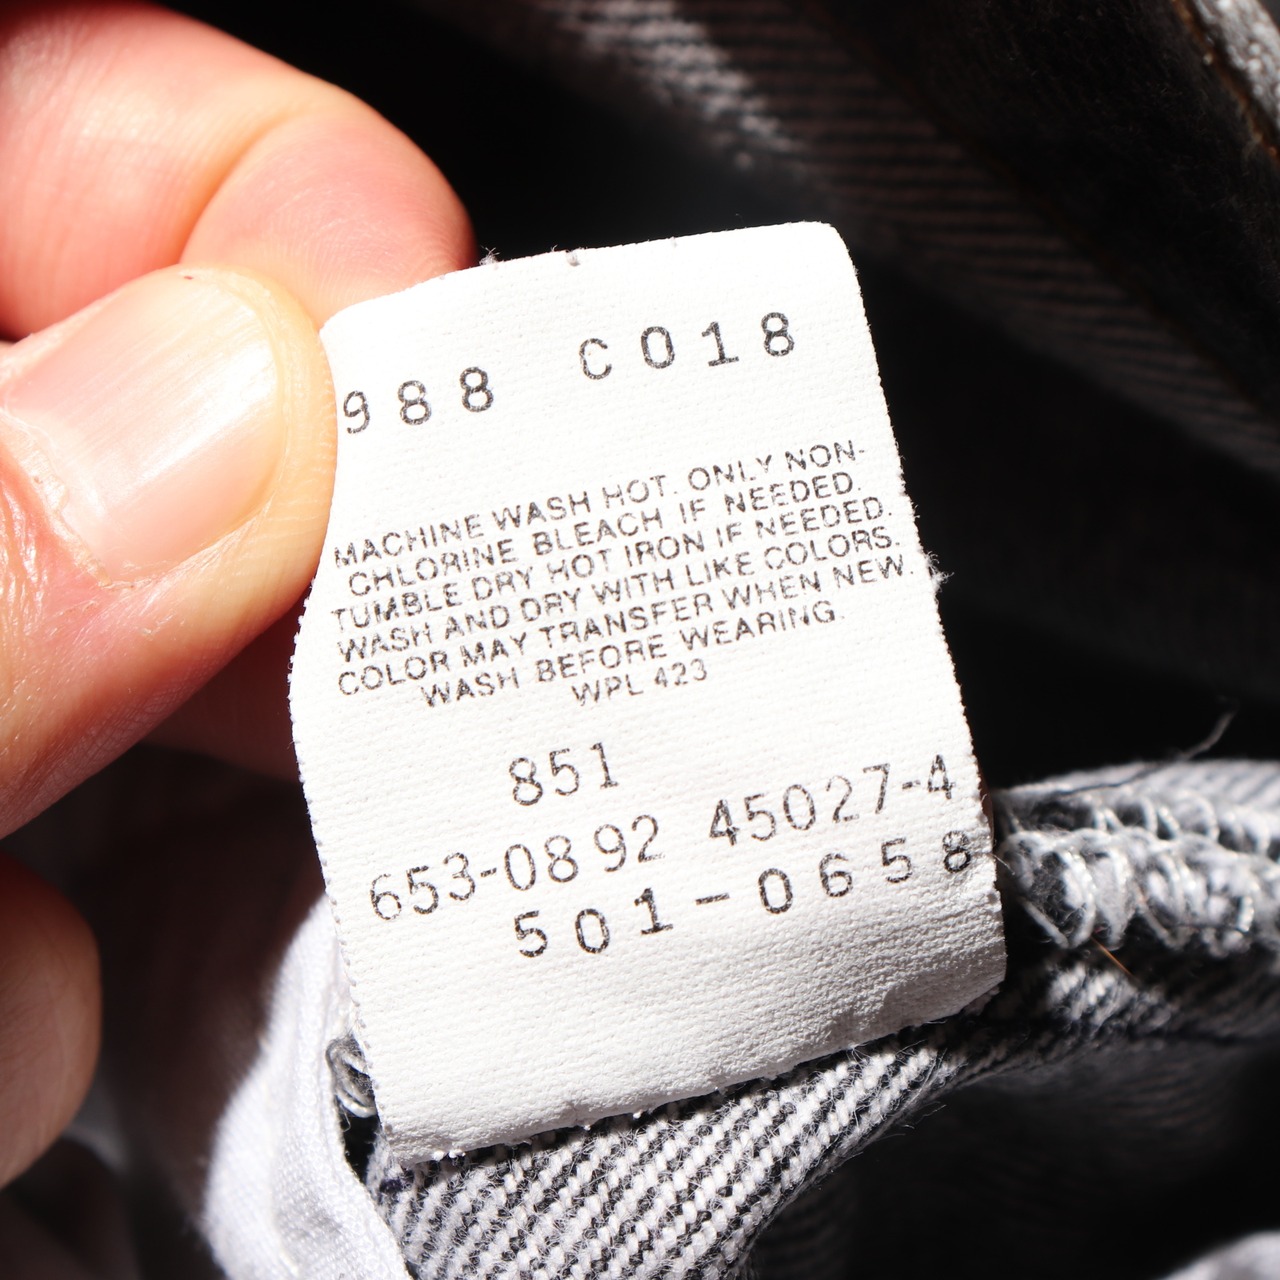 988 C018
MACHINE WASH HOT. ONLY NON-
CHLORINE BLEACH IF NEEDED.
TUMBLE DRY HOT IRON IF NEEDED.
WASH AND DRY WITH LIKE COLORS.
COLOR MAY TRANSFER WHEN NEW.
WASH BEFORE WEARING.
WPL 423
851
653-0892 45027-4
501-0658